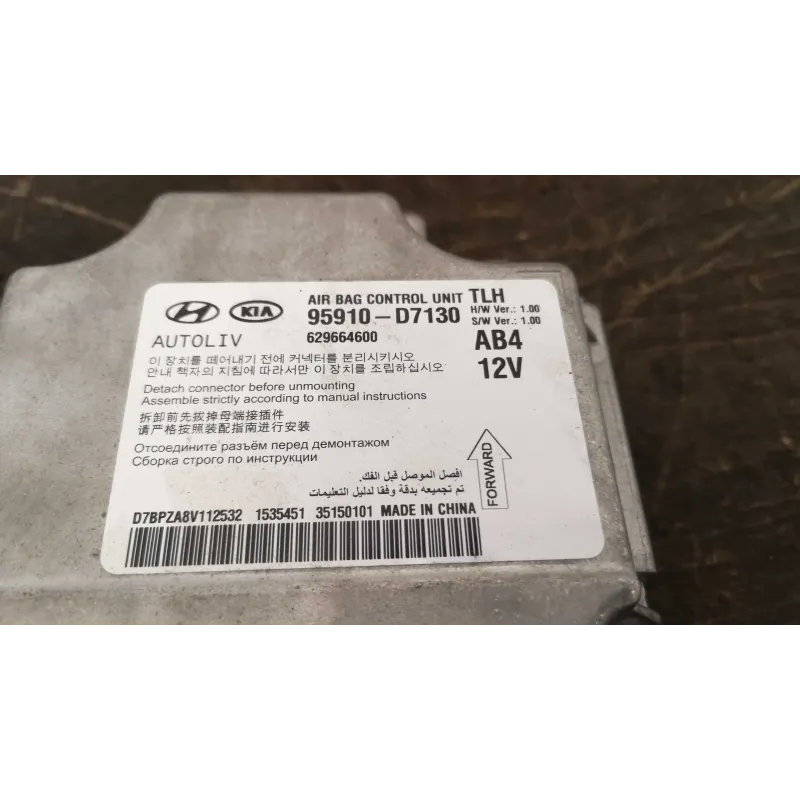 HYUNDAI KIA
AIR BAG CONTROL UNIT TLH
95910-D7130
H/W Ver.: 1.00
S/W Ver.: 1.00
AUTOLIV
629664600
AB4
12V
이 장치를 떼어내기 전에 커넥터를 분리시키시오
안내 책자의 지침에 따라서만 이 장치를 조립하십시오
Detach connector before unmounting
Assemble strictly according to manual instructions
拆卸前先拔掉母端接插件
请严格按照装配指南进行安装
Отсоедините разъём перед демонтажом
Сборка строго по инструкции
افصل الموصل قبل الفك.
تم تجميعه بدقة وفقا لدليل التعليمات
FORWARD
D7BPZA8V112532 1535451 35150101 MADE IN CHINA